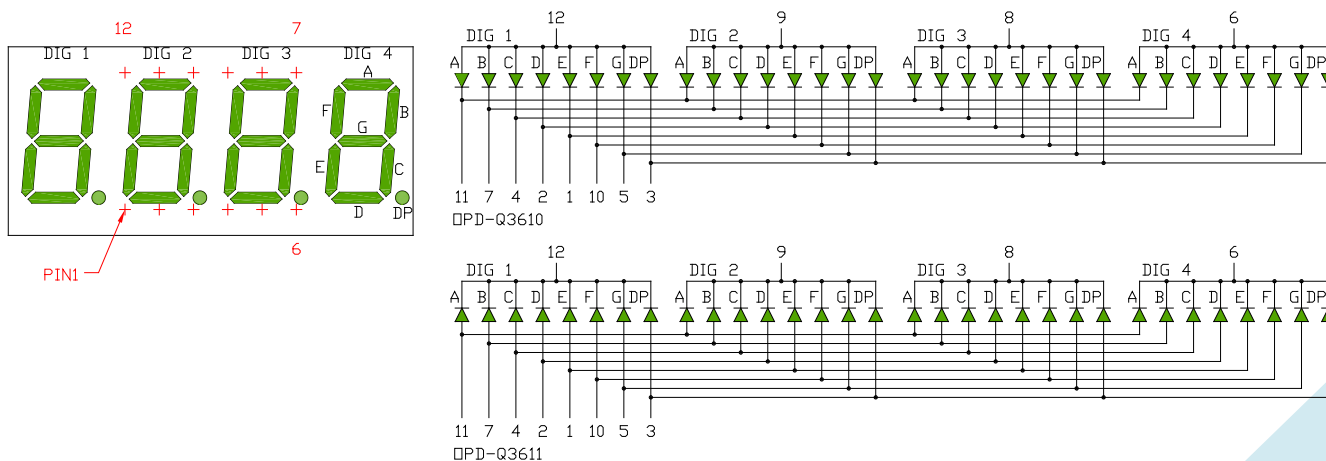 12 7
DIG 1 DIG 2 DIG 3 DIG 4
A
F B
G
E C
D DP
6
PIN1
12 9 8 6
DIG 1 DIG 2 DIG 3 DIG 4
A B C D E F G DP A B C D E F G DP A B C D E F G DP A B C D E F G DP
11 7 4 2 1 10 5 3
OPD-Q3610
12 9 8 6
DIG 1 DIG 2 DIG 3 DIG 4
A B C D E F G DP A B C D E F G DP A B C D E F G DP A B C D E F G DP
11 7 4 2 1 10 5 3
OPD-Q3611